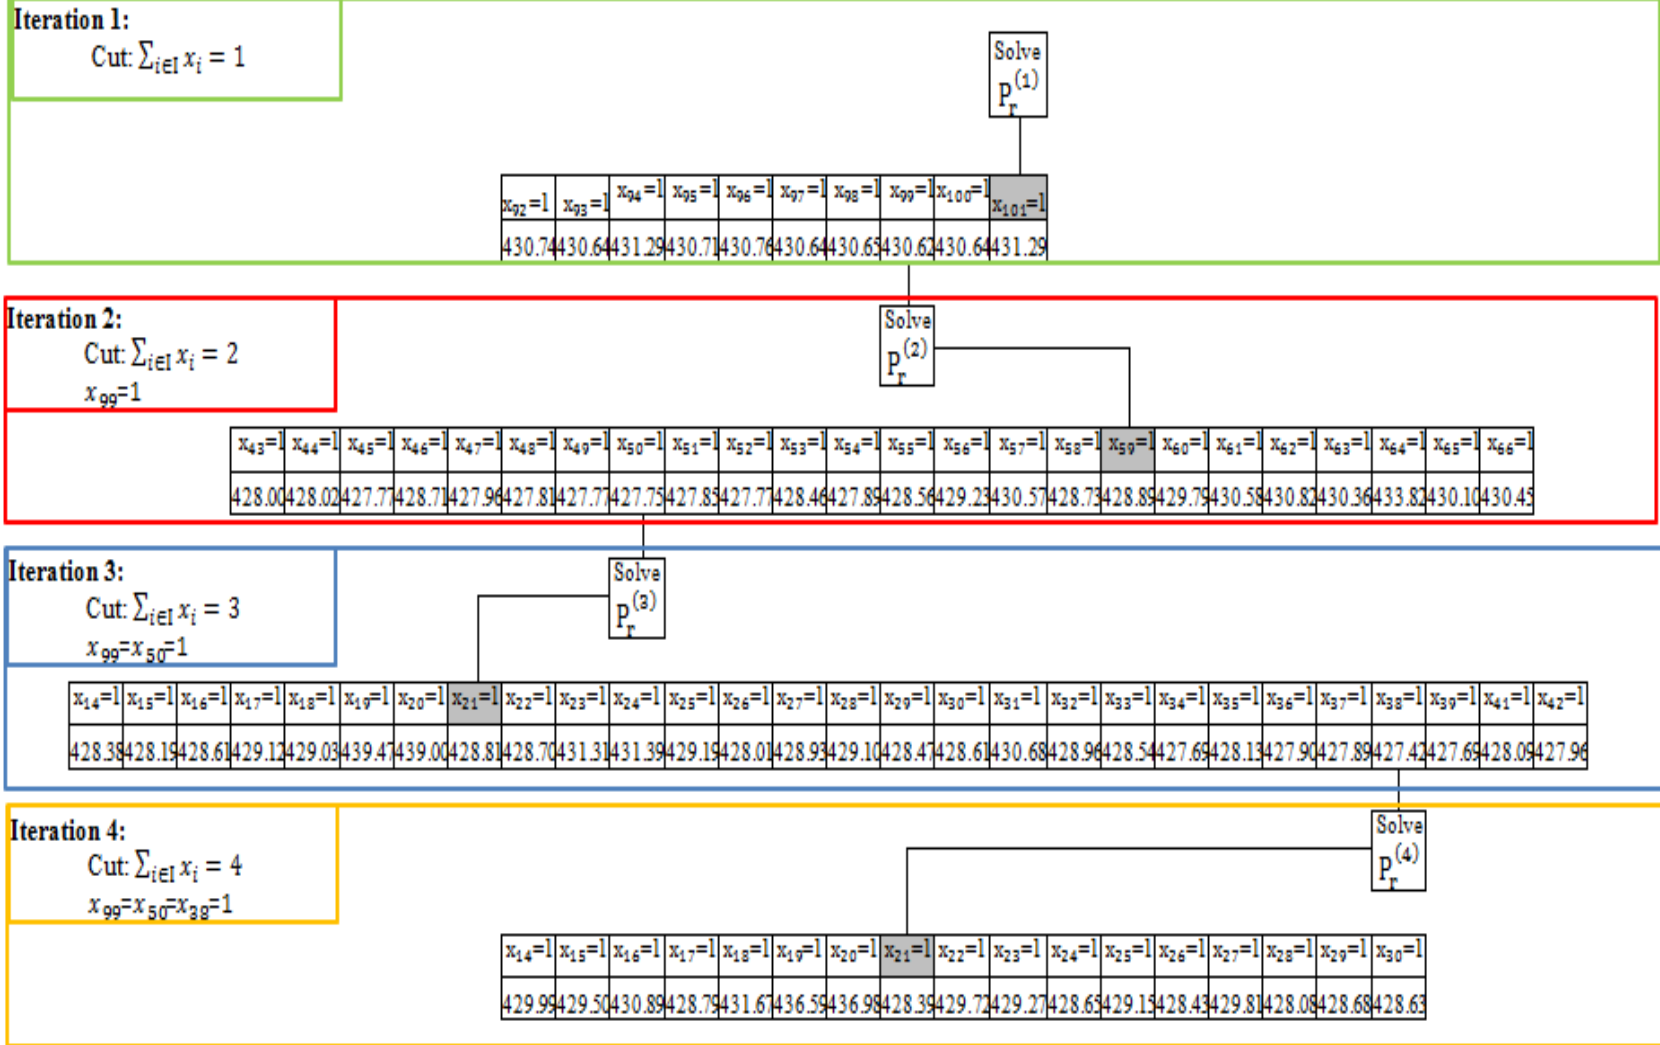 Iteration 1:
Cut: ∑i∈I xi = 1
Solve
Pr(1)
x92=1 x93=1 x94=1 x95=1 x96=1 x97=1 x98=1 x99=1 x100=1 x101=1
430.74 430.64 431.29 430.71 430.76 430.64 430.65 430.62 430.64 431.29
Iteration 2:
Cut: ∑i∈I xi = 2
x99=1
Solve
Pr(2)
x43=1 x44=1 x45=1 x46=1 x47=1 x48=1 x49=1 x50=1 x51=1 x52=1 x53=1 x54=1 x55=1 x56=1 x57=1 x58=1 x59=1 x60=1 x61=1 x62=1 x63=1 x64=1 x65=1 x66=1
428.00 428.02 427.77 428.71 427.96 427.81 427.77 427.75 427.85 427.77 428.46 427.89 428.56 429.23 430.57 428.73 428.89 429.79 430.58 430.82 430.36 433.82 430.10 430.45
Iteration 3:
Cut: ∑i∈I xi = 3
x99=x50=1
Solve
Pr(3)
x14=1 x15=1 x16=1 x17=1 x18=1 x19=1 x20=1 x21=1 x22=1 x23=1 x24=1 x25=1 x26=1 x27=1 x28=1 x29=1 x30=1 x31=1 x32=1 x33=1 x34=1 x35=1 x36=1 x37=1 x38=1 x39=1 x41=1 x42=1
428.38 428.19 428.61 429.12 429.03 439.47 439.00 428.81 428.70 431.31 431.39 429.19 428.01 428.93 429.10 428.47 428.61 430.68 428.96 428.54 427.69 428.13 427.90 427.89 427.42 427.69 428.09 427.96
Iteration 4:
Cut: ∑i∈I xi = 4
x99=x50=x38=1
Solve
Pr(4)
x14=1 x15=1 x16=1 x17=1 x18=1 x19=1 x20=1 x21=1 x22=1 x23=1 x24=1 x25=1 x26=1 x27=1 x28=1 x29=1 x30=1
429.99 429.50 430.89 428.79 431.67 436.59 436.98 428.39 429.72 429.27 428.65 429.15 428.43 429.81 428.08 428.68 428.63